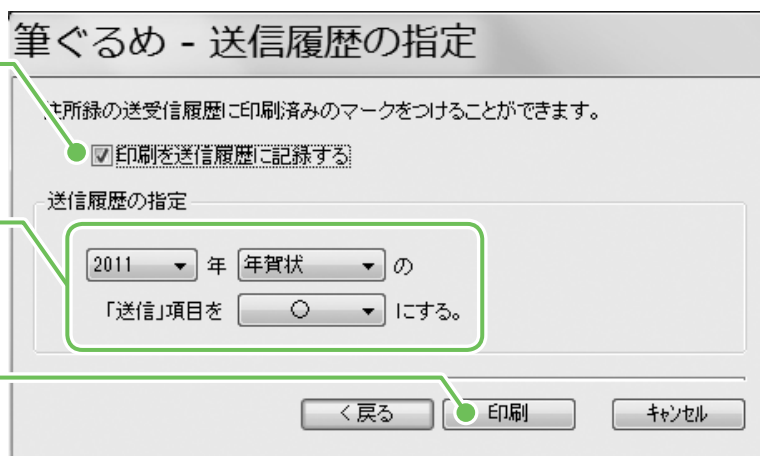 筆ぐるめ - 送信履歴の指定
住所録の送受信履歴に印刷済みのマークをつけることができます。
印刷を送信履歴に記録する
送信履歴の指定
2011 年 年賀状 の
「送信」項目を ○ にする。
< 戻る 印刷 キャンセル